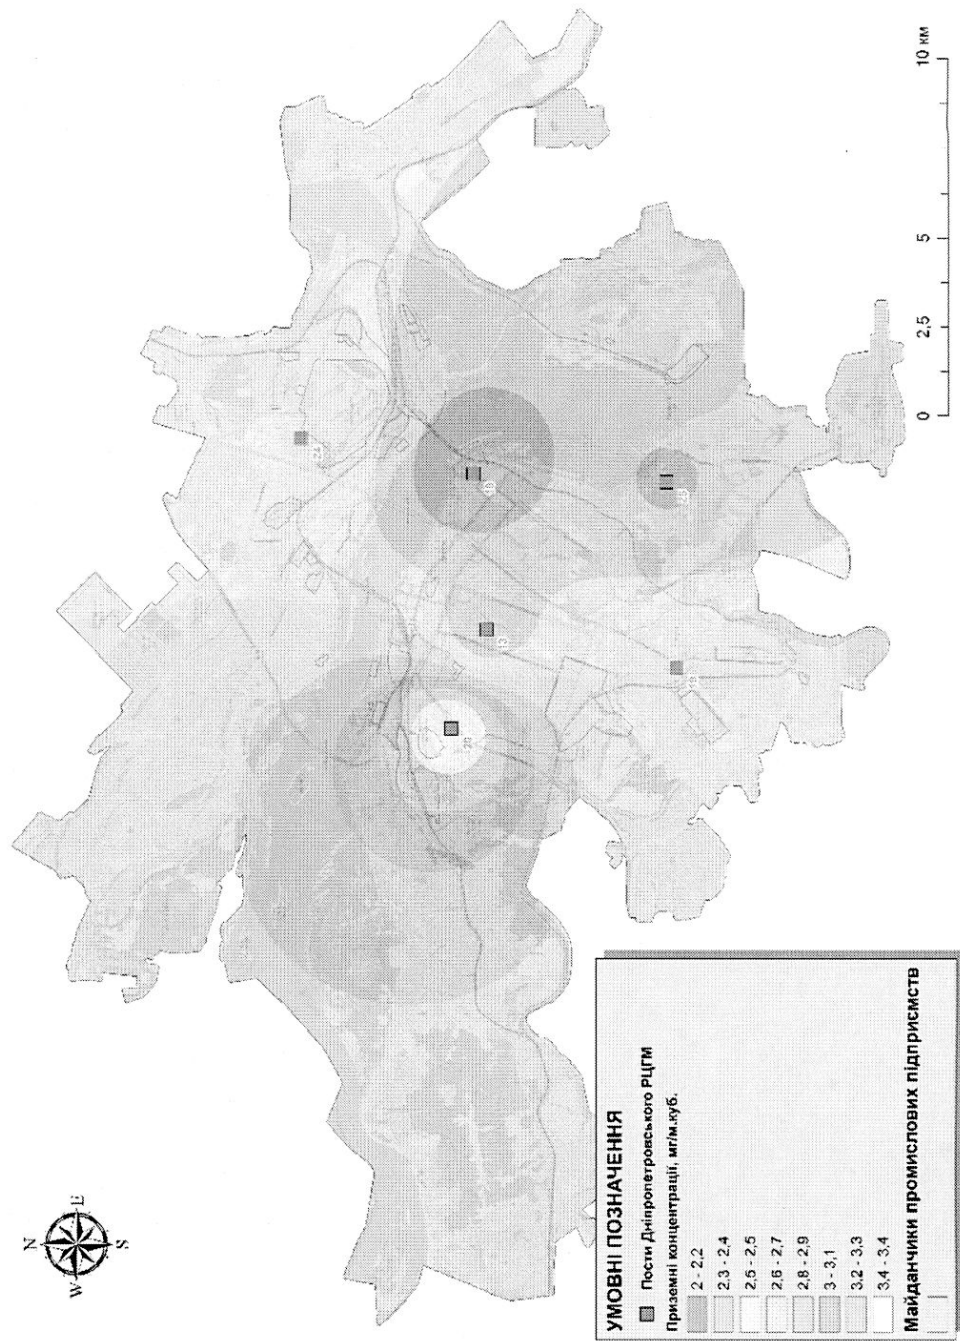 N
W
E
S
УМОВНІ ПОЗНАЧЕННЯ
Пости Дніпропетровського РЦГМ
Приземні концентрації, мг/м.куб.
2 - 2,2
2,3 - 2,4
2,5 - 2,5
2,6 - 2,7
2,8 - 2,9
3 - 3,1
3,2 - 3,3
3,4 - 3,4
Майданчики промислових підприємств
0
2,5
5
10 км
24
20